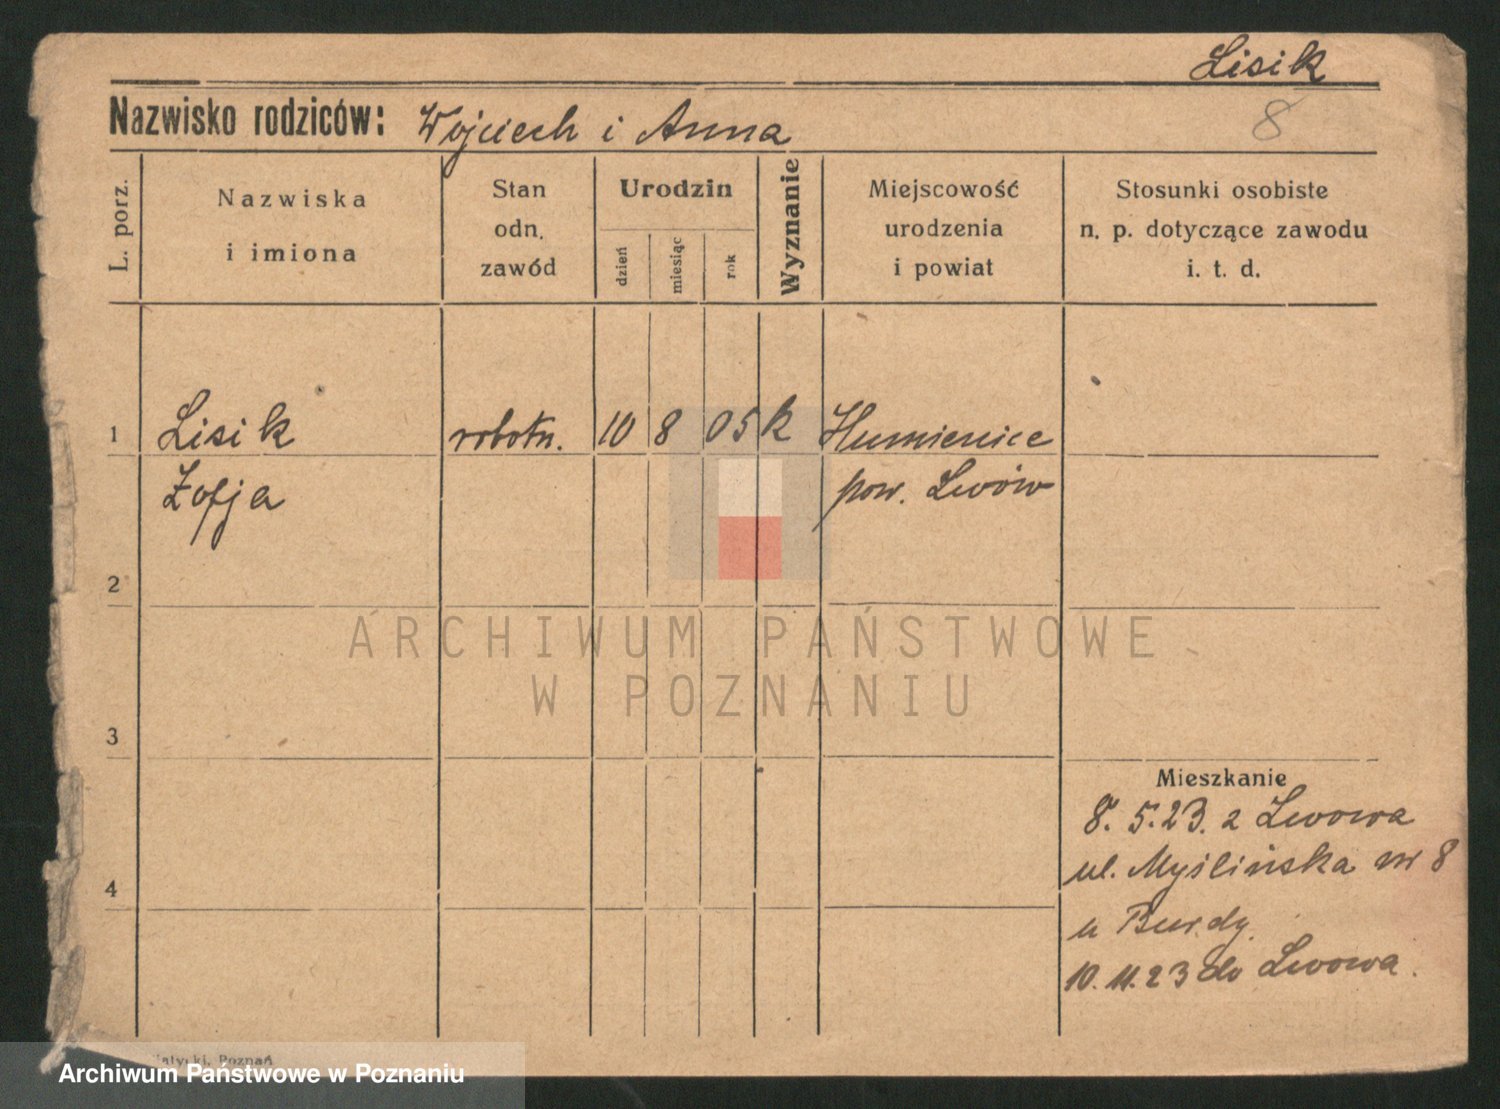 Lisik
8
Nazwisko rodziców: Wojciech i Anna
L. porz.
Nazwiska
i imiona
Stan
odn.
zawód
Urodzin
dzień
miesiąc
rok
Wyznanie
Miejscowość
urodzenia
i powiat
Stosunki osobiste
n. p. dotyczące zawodu
i. t. d.
1 Lisik robotn. 10 8 05 k Humienice
Zofja pow. Lwów
2
3
4
Mieszkanie
8. 5. 23. z Lwowa
ul. Myślińska nr 8
u Burdy.
10. 11. 23 do Lwowa.
ARCHIWUM PAŃSTWOWE
W POZNANIU
Poznań
Archiwum Państwowe w Poznaniu